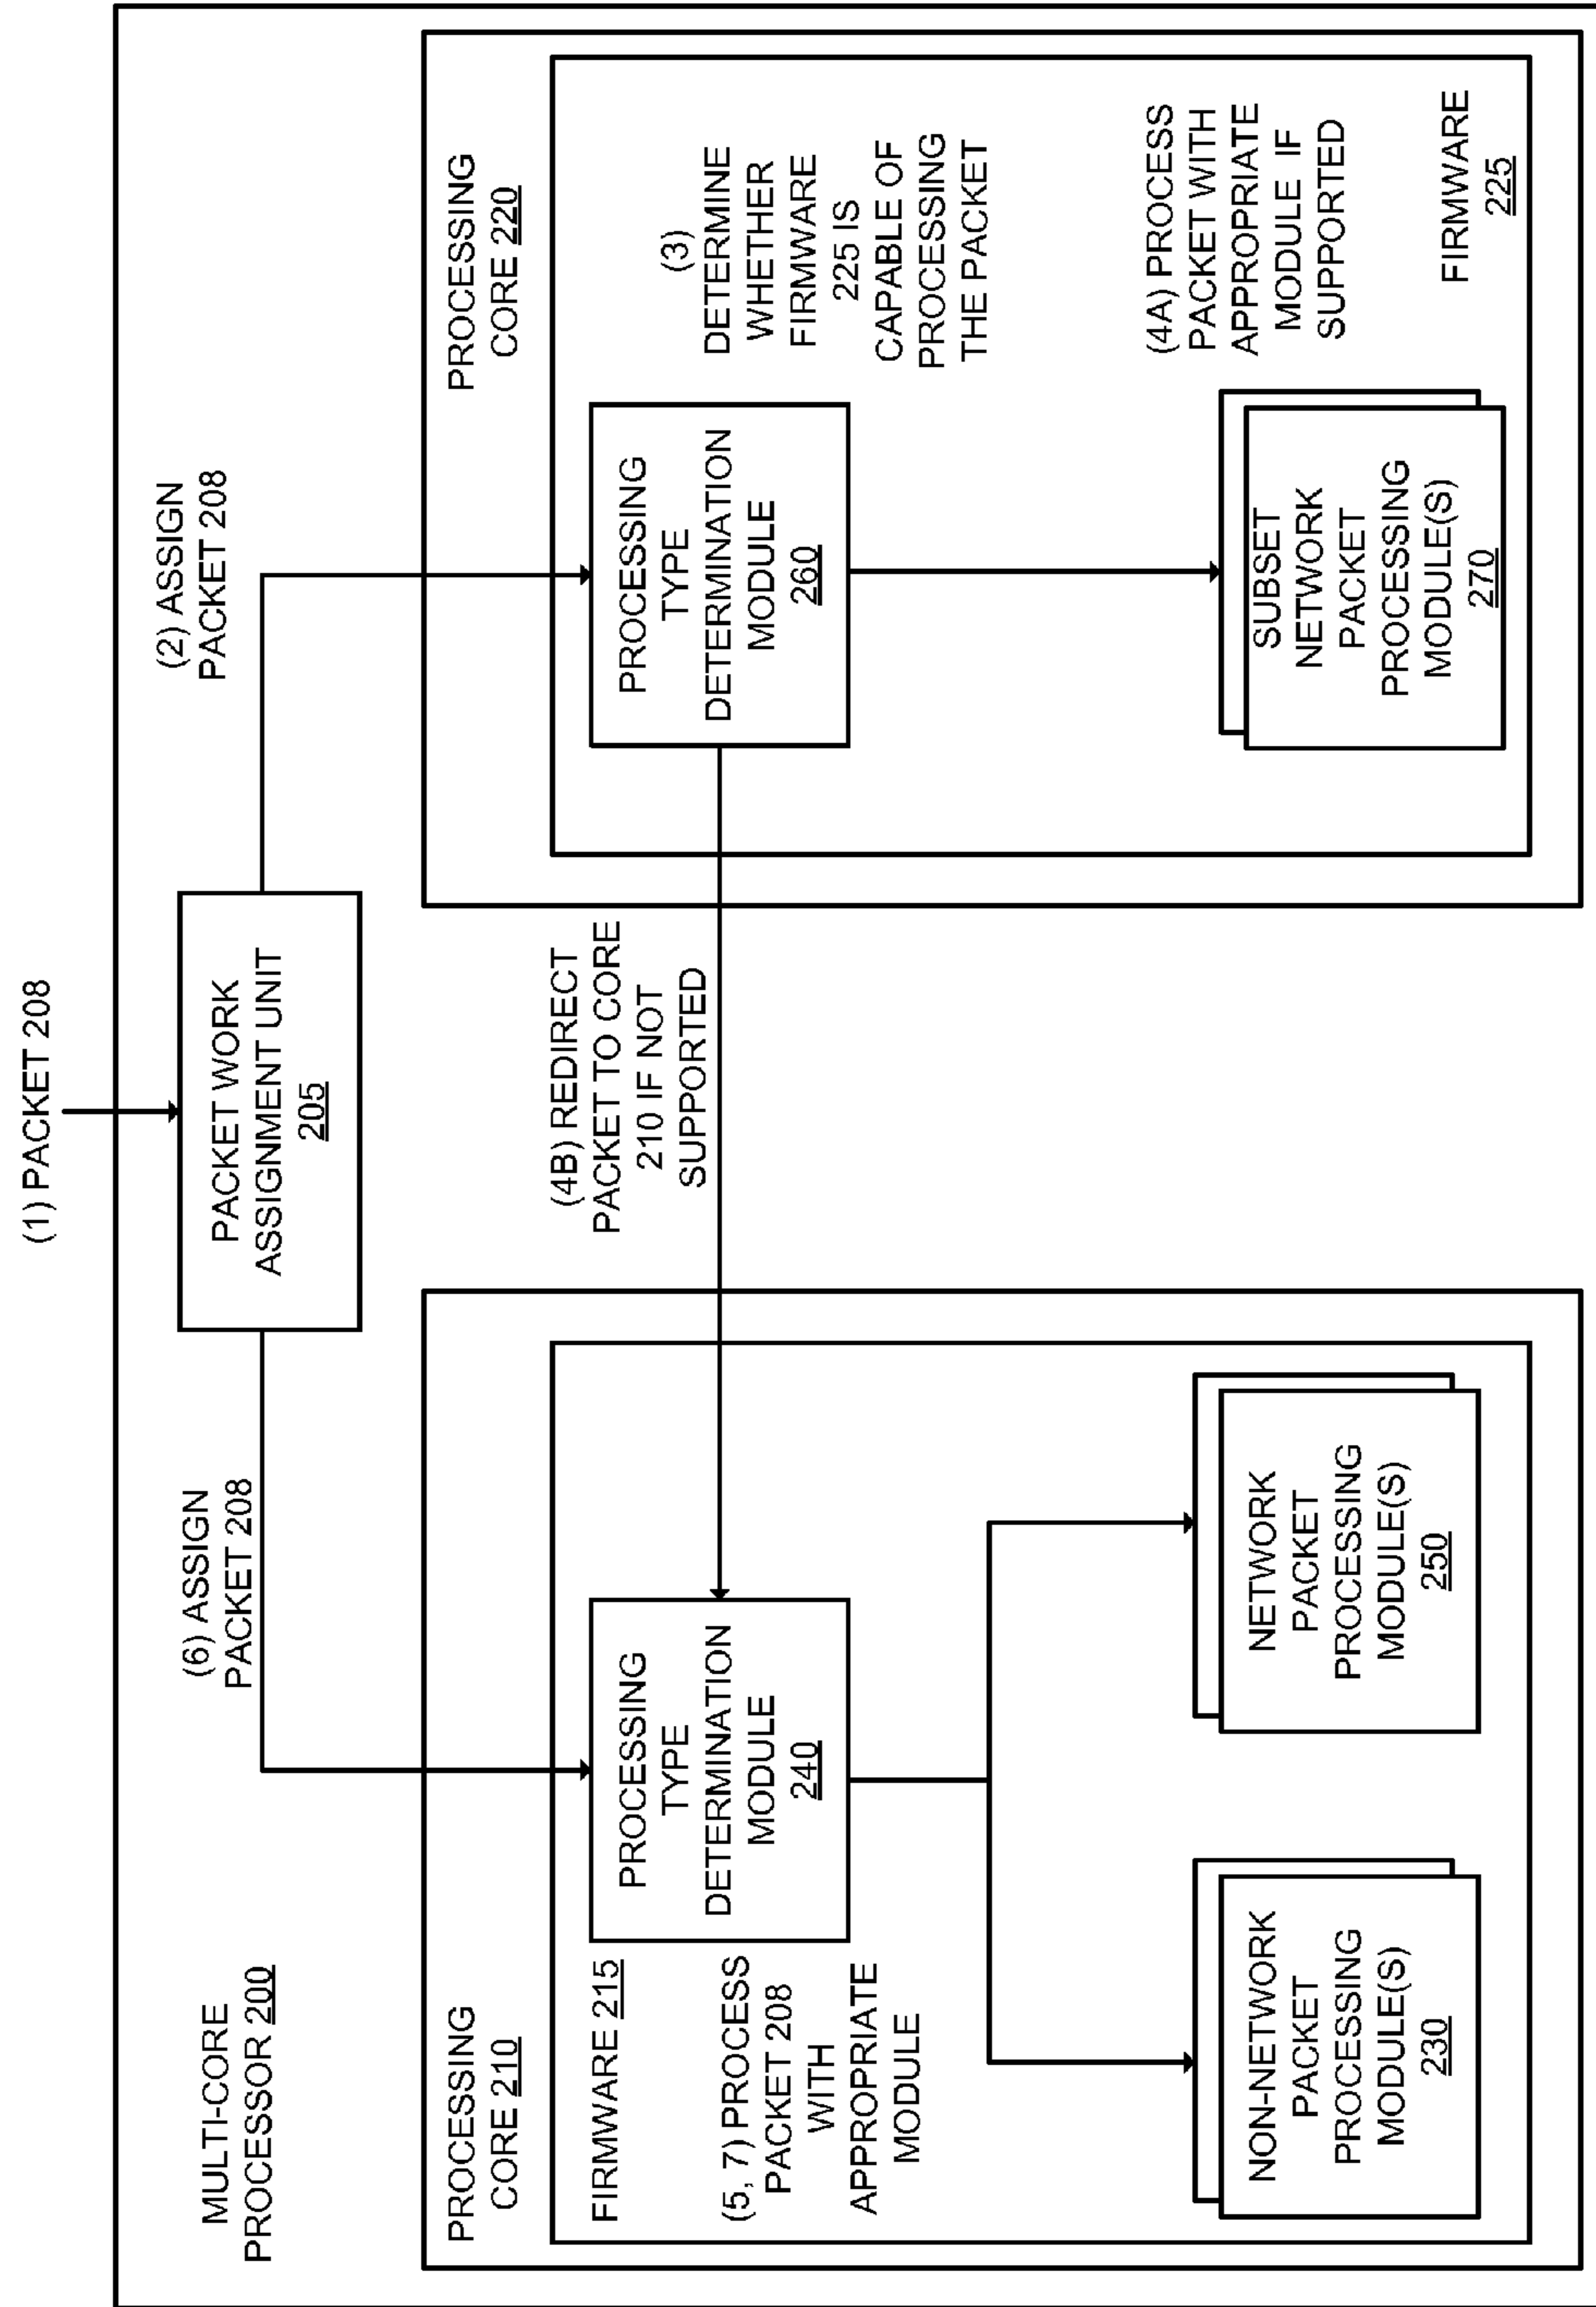 (1) PACKET 208
MULTI-CORE
PROCESSOR 200
PACKET WORK
ASSIGNMENT UNIT
205
(6) ASSIGN
PACKET 208
(2) ASSIGN
PACKET 208
PROCESSING
CORE 210
FIRMWARE 215
PROCESSING
TYPE
DETERMINATION
MODULE
240
(5, 7) PROCESS
PACKET 208
WITH
APPROPRIATE
MODULE
NON-NETWORK
PACKET
PROCESSING
MODULE(S)
230
NETWORK
PACKET
PROCESSING
MODULE(S)
250
(4B) REDIRECT
PACKET TO CORE
210 IF NOT
SUPPORTED
PROCESSING
CORE 220
PROCESSING
TYPE
DETERMINATION
MODULE
260
(3)
DETERMINE
WHETHER
FIRMWARE
225 IS
CAPABLE OF
PROCESSING
THE PACKET
SUBSET
NETWORK
PACKET
PROCESSING
MODULE(S)
270
(4A) PROCESS
PACKET WITH
APPROPRIATE
MODULE IF
SUPPORTED
FIRMWARE
225